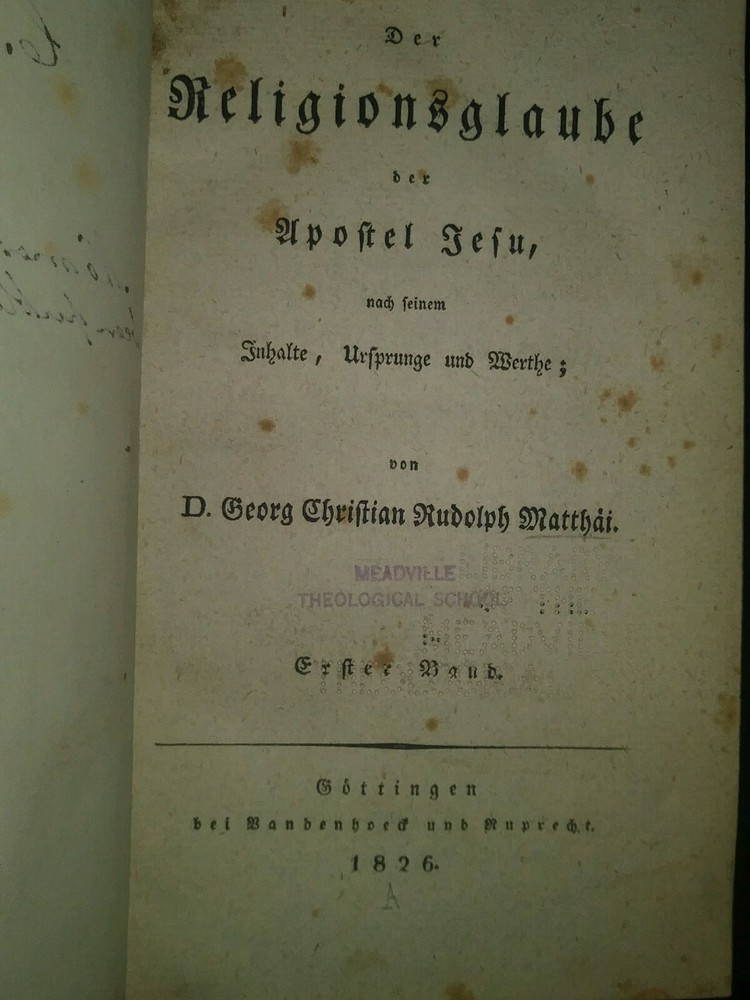 Der
Religionsglaube
der
Apostel Jesu,
nach seinem
Inhalte, Ursprunge und Werthe;
von
D. Georg Christian Rudolph Matthäi.
MEADVILLE
THEOLOGICAL SCHOOL
Erster Band.
Göttingen
bei Vandenhoeck und Ruprecht.
1826.
A